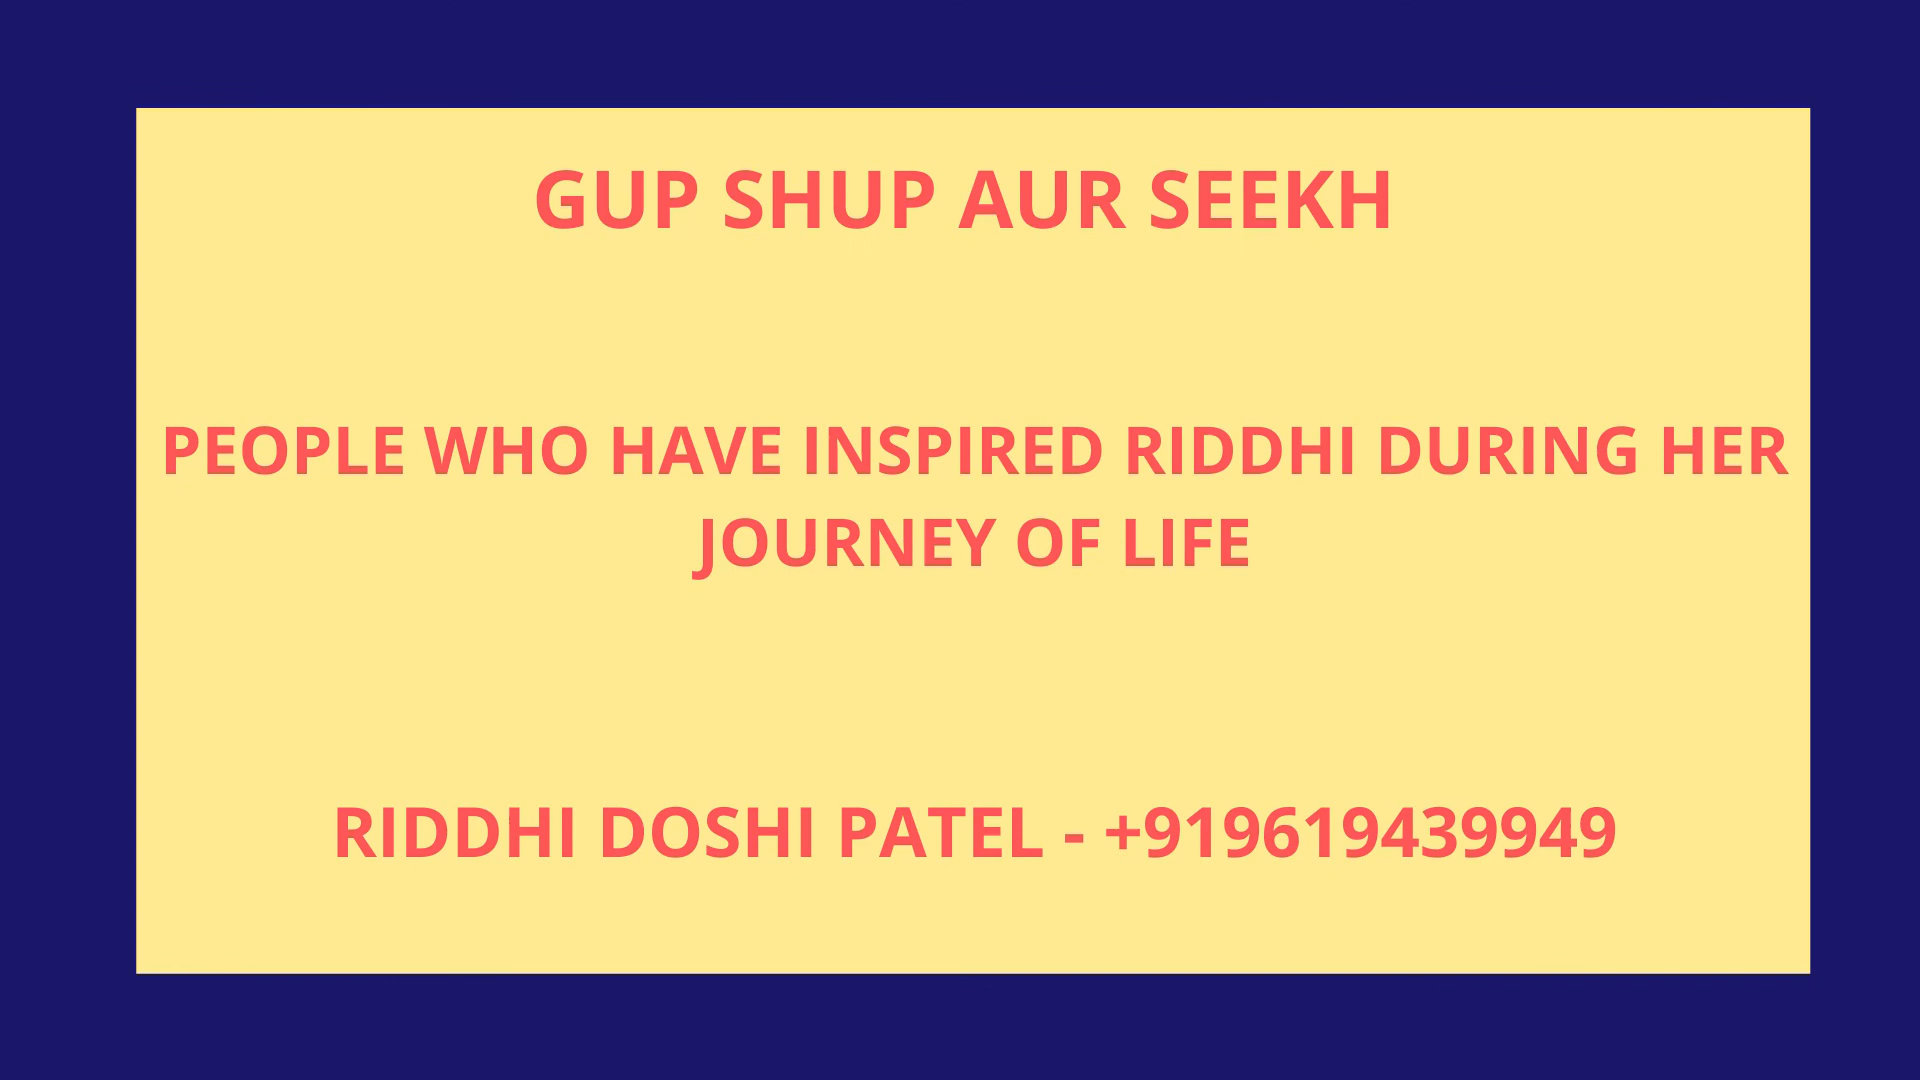 GUP SHUP AUR SEEKH
PEOPLE WHO HAVE INSPIRED RIDDHI DURING HER
JOURNEY OF LIFE
RIDDHI DOSHI PATEL - +919619439949